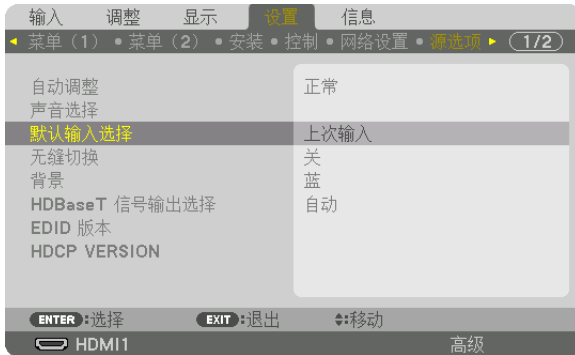 输入 调整 显示 设置 信息
◂ 菜单（1） ● 菜单（2） ● 安装 ● 控制 ● 网络设置 ● 源选项 ▸ 1/2
自动调整 正常
声音选择
默认输入选择 上次输入
无缝切换 关
背景 蓝
HDBaseT 信号输出选择 自动
EDID 版本
HDCP VERSION
ENTER :选择 EXIT :退出 :移动
HDMI1 高级